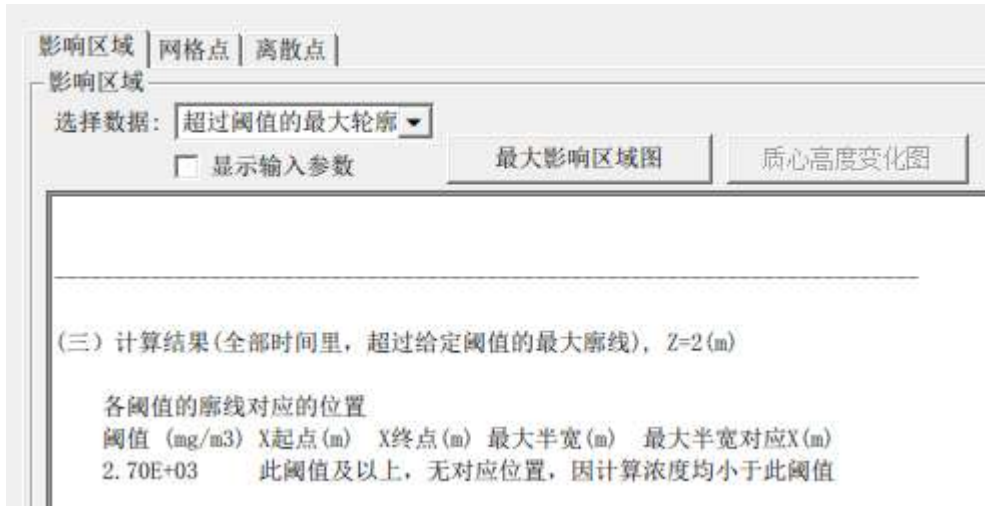 影响区域 网格点 离散点
影响区域
选择数据: 超过阈值的最大轮廓
显示输入参数 最大影响区域图 质心高度变化图
(三) 计算结果(全部时间里, 超过给定阈值的最大廓线), Z=2(m)
各阈值的廓线对应的位置
阈值 (mg/m3) X起点(m) X终点(m) 最大半宽(m) 最大半宽对应X(m)
2.70E+03 此阈值及以上, 无对应位置, 因计算浓度均小于此阈值